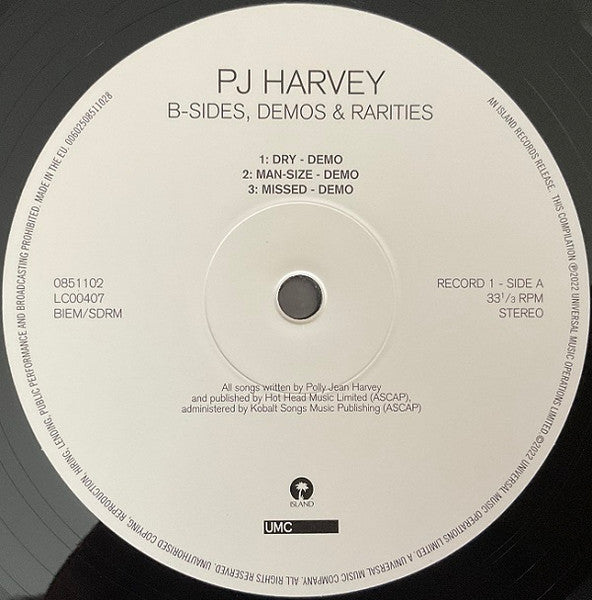 PJ HARVEY
B-SIDES, DEMOS & RARITIES
1: DRY - DEMO
2: MAN-SIZE - DEMO
3: MISSED - DEMO
0851102
LC00407
BIEM/SDRM
RECORD 1 - SIDE A
33 1/3 RPM
STEREO
All songs written by Polly Jean Harvey
and published by Hot Head Music Limited (ASCAP),
administered by Kobalt Songs Music Publishing (ASCAP)
ISLAND
UMC
AN ISLAND RECORDS RELEASE. THIS COMPILATION ℗2022 UNIVERSAL MUSIC OPERATIONS LIMITED ©2022 UNIVERSAL MUSIC OPERATIONS LIMITED. A UNIVERSAL MUSIC COMPANY. ALL RIGHTS RESERVED. UNAUTHORISED COPYING, REPRODUCTION, HIRING, LENDING, PUBLIC PERFORMANCE AND BROADCASTING PROHIBITED. MADE IN THE EU. 00602508511028